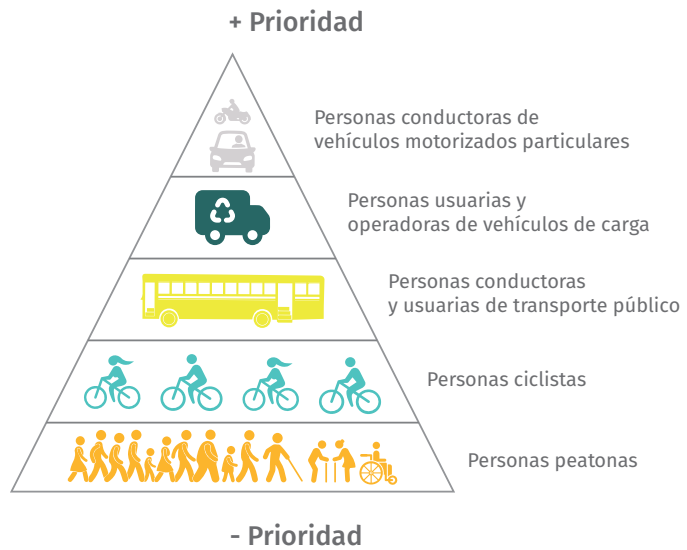 + Prioridad
Personas conductoras de
vehículos motorizados particulares
Personas usuarias y
operadoras de vehículos de carga
Personas conductoras
y usuarias de transporte público
Personas ciclistas
Personas peatonas
- Prioridad